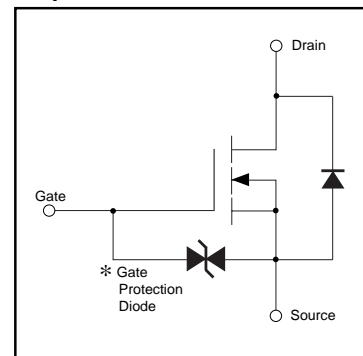 Drain
Gate
* Gate
Protection
Diode
Source